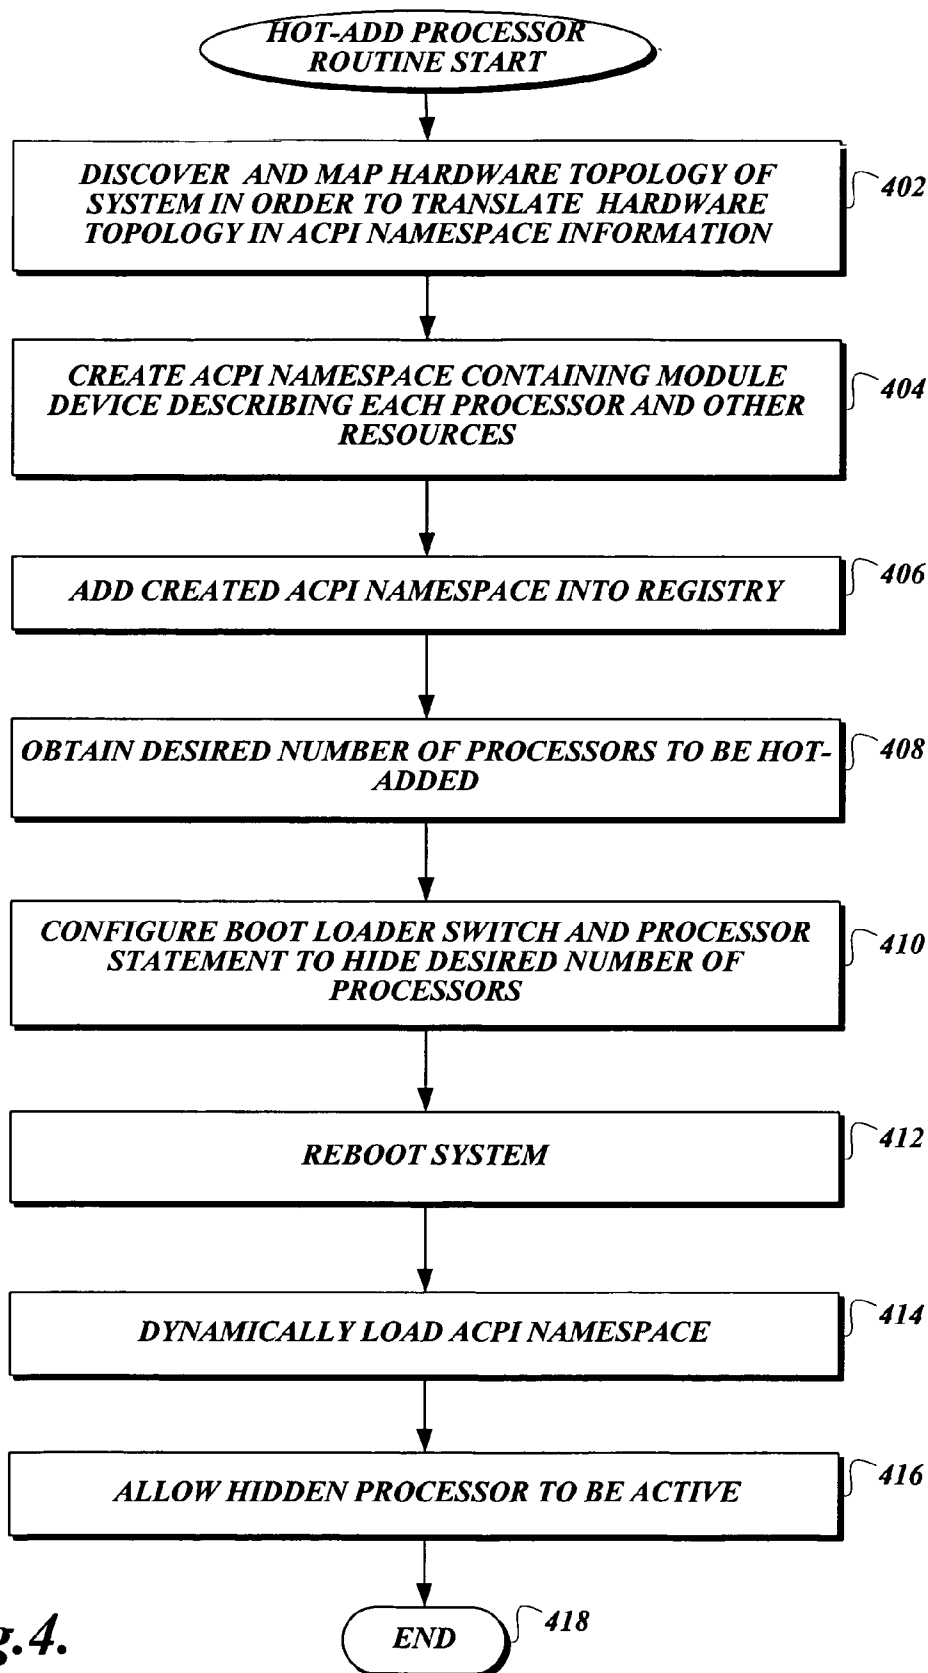 HOT-ADD PROCESSOR
ROUTINE START
DISCOVER AND MAP HARDWARE TOPOLOGY OF
SYSTEM IN ORDER TO TRANSLATE HARDWARE
TOPOLOGY IN ACPI NAMESPACE INFORMATION
402
CREATE ACPI NAMESPACE CONTAINING MODULE
DEVICE DESCRIBING EACH PROCESSOR AND OTHER
RESOURCES
404
ADD CREATED ACPI NAMESPACE INTO REGISTRY
406
OBTAIN DESIRED NUMBER OF PROCESSORS TO BE HOT-
ADDED
408
CONFIGURE BOOT LOADER SWITCH AND PROCESSOR
STATEMENT TO HIDE DESIRED NUMBER OF
PROCESSORS
410
REBOOT SYSTEM
412
DYNAMICALLY LOAD ACPI NAMESPACE
414
ALLOW HIDDEN PROCESSOR TO BE ACTIVE
416
END
418
g.4.